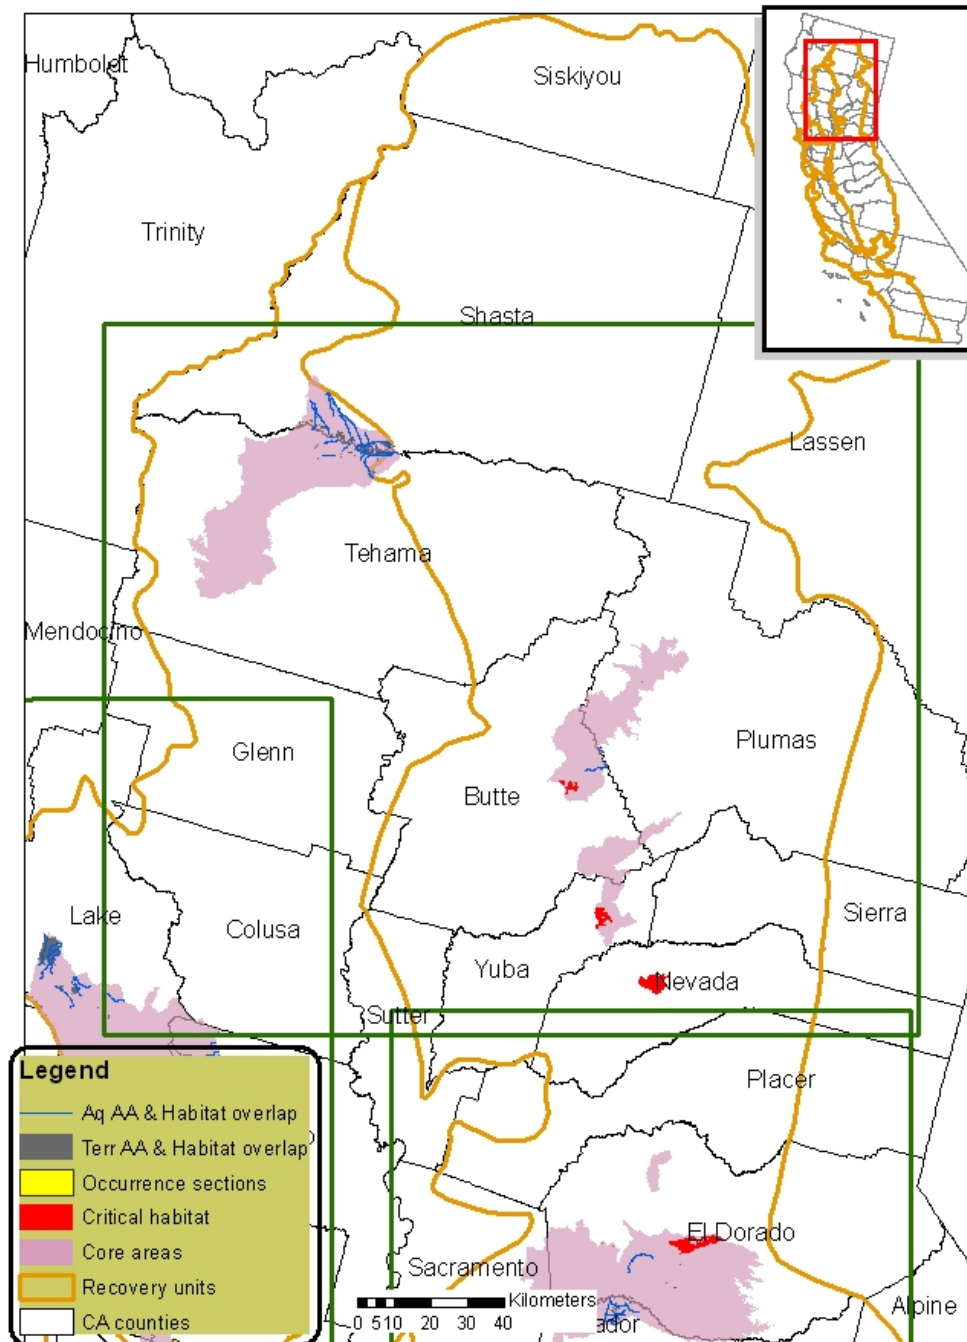 Humboldt
Siskiyou
Trinity
Shasta
Lassen
Tehama
Mendocino
Glenn
Plumas
Butte
Lake
Colusa
Sierra
Yuba
Nevada
Sutter
Placer
El Dorado
Sacramento
Alpine
ador
Legend
Aq AA & Habitat overlap
Terr AA & Habitat overlap
Occurrence sections
Critical habitat
Core areas
Recovery units
CA counties
Kilometers
0 5 10 20 30 40